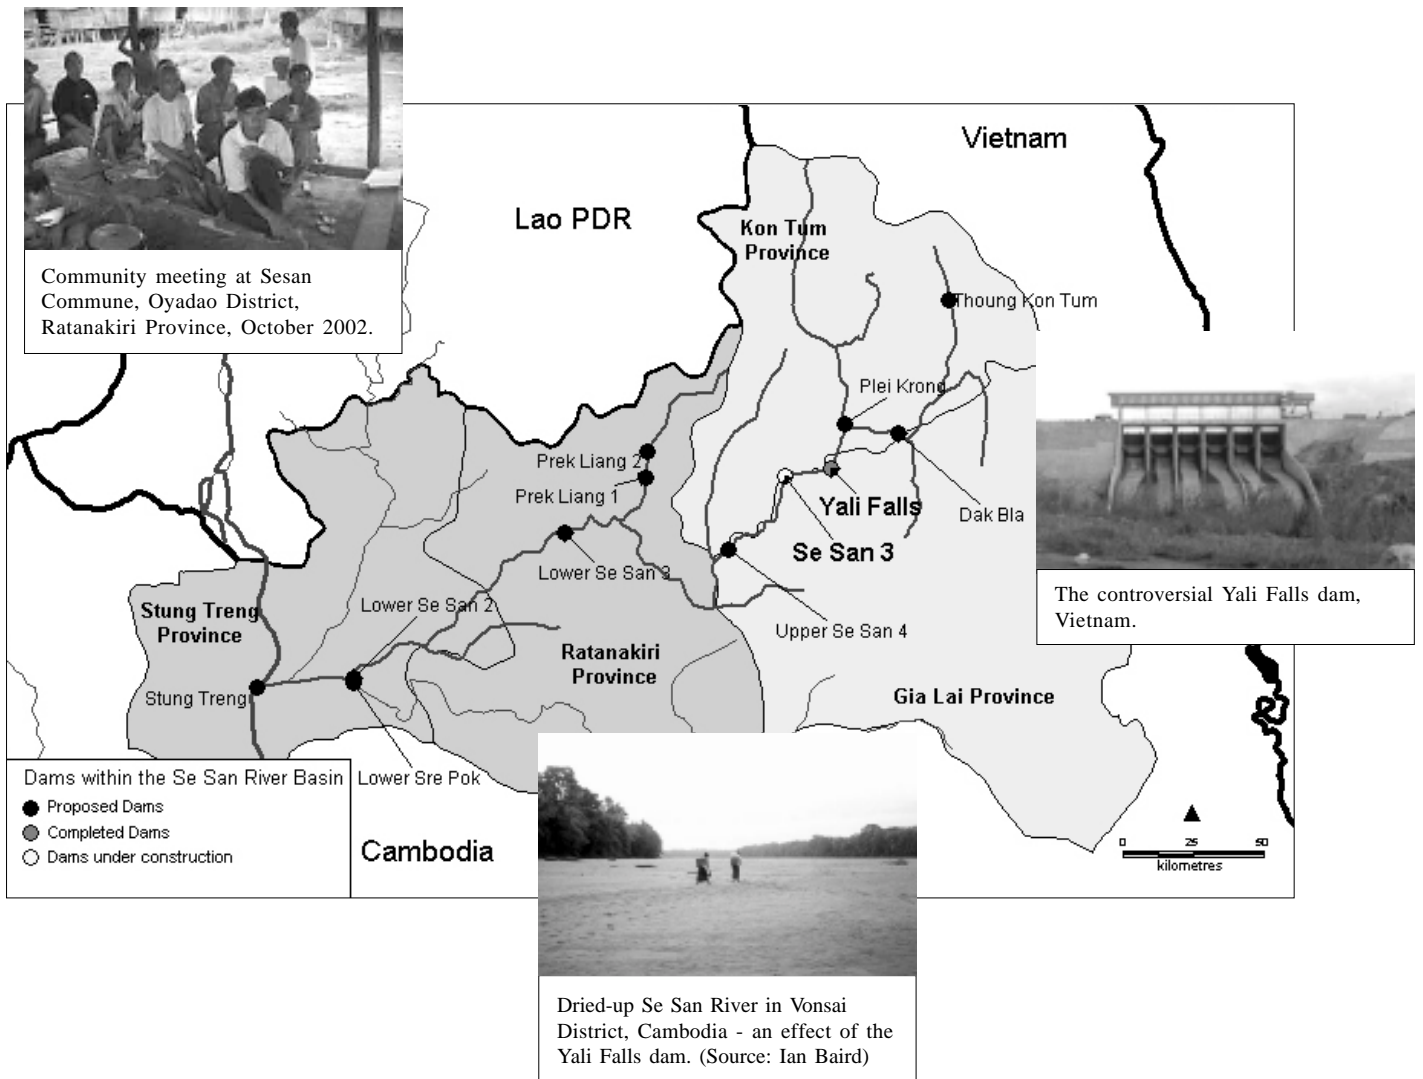 Vietnam
Lao PDR
Kon Tum
Province
Community meeting at Sesan
Commune, Oyadao District,
Ratanakiri Province, October 2002.
Thoung Kon Tum
Plei Krong
Prek Liang 2
Prek Liang 1
Yali Falls
Dak Bla
Se San 3
Lower Se San 3
The controversial Yali Falls dam,
Vietnam.
Stung Treng
Province
Lower Se San 2
Upper Se San 4
Ratanakiri
Province
Stung Treng
Gia Lai Province
Dams within the Se San River Basin
Lower Sre Pok
Proposed Dams
Completed Dams
Dams under construction
Cambodia
0 25 50
kilometres
Dried-up Se San River in Vonsai
District, Cambodia - an effect of the
Yali Falls dam. (Source: Ian Baird)